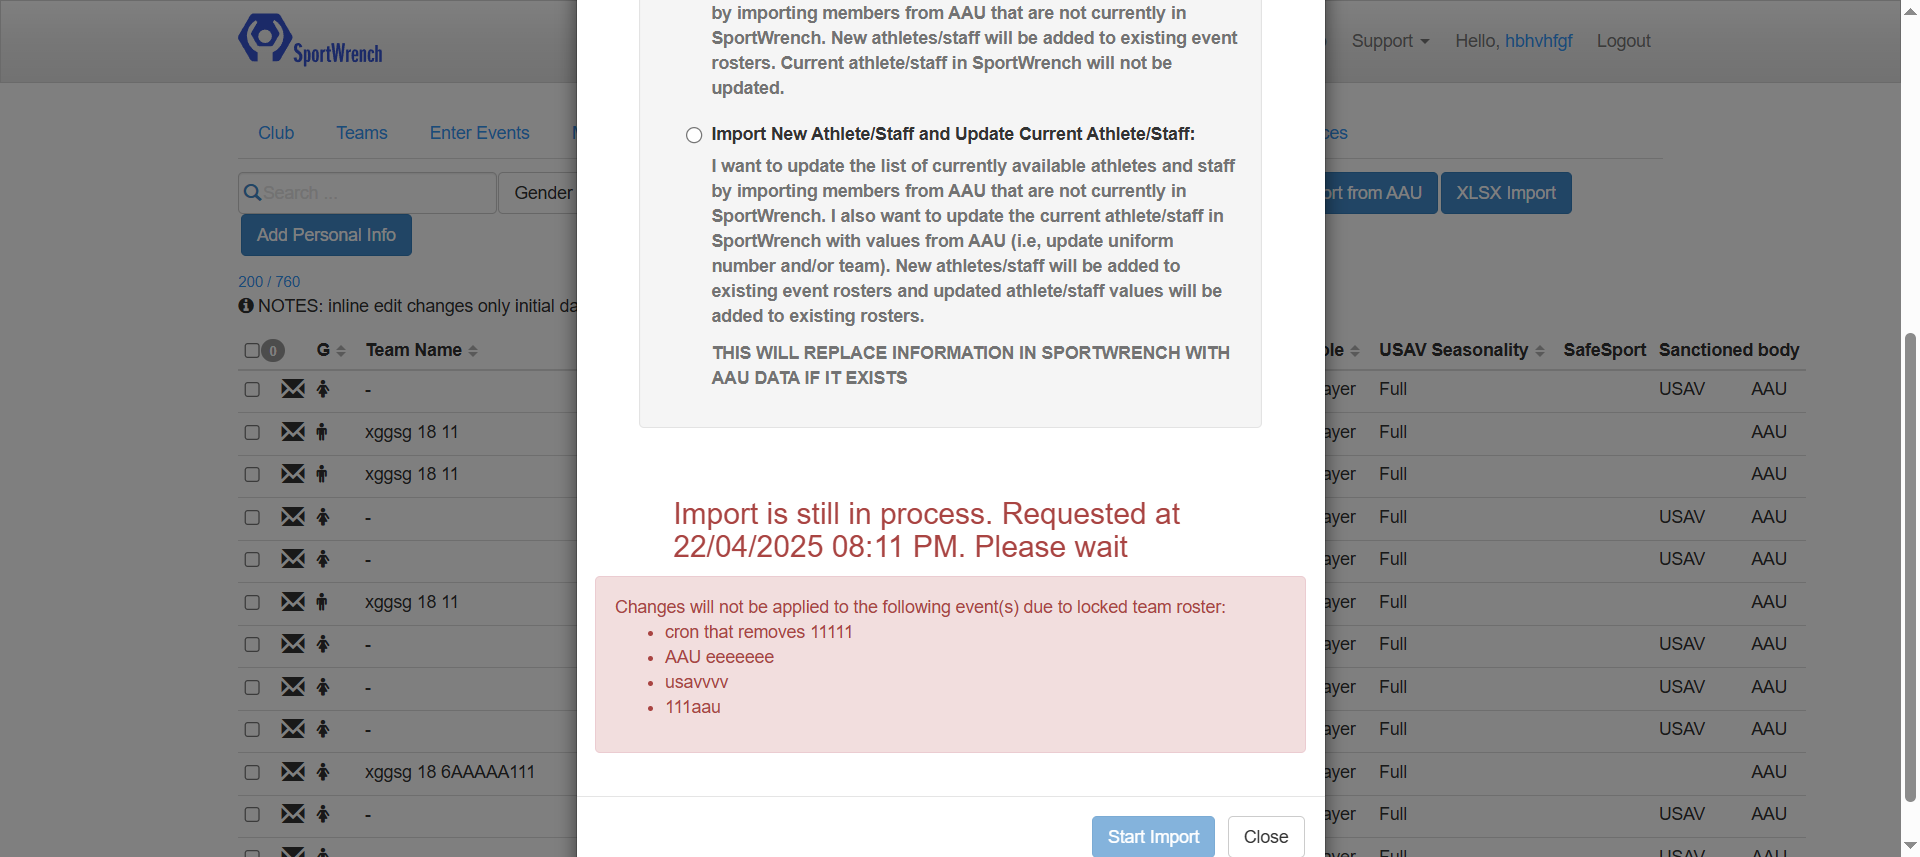 SportWrench
Support
Hello, hbhvhfgf
Logout
Club
Teams
Enter Events
Search ...
Gender
ort from AAU
XLSX Import
Add Personal Info
200 / 760
NOTES: inline edit changes only initial da
0
G
Team Name
ole
USAV Seasonality
SafeSport
Sanctioned body
-
ayer
Full
USAV
AAU
xggsg 18 11
ayer
Full
AAU
xggsg 18 11
ayer
Full
AAU
-
ayer
Full
USAV
AAU
-
ayer
Full
USAV
AAU
xggsg 18 11
ayer
Full
AAU
-
ayer
Full
USAV
AAU
-
ayer
Full
USAV
AAU
-
ayer
Full
USAV
AAU
xggsg 18 6AAAAA111
ayer
Full
AAU
-
ayer
Full
USAV
AAU
by importing members from AAU that are not currently in
SportWrench. New athletes/staff will be added to existing event
rosters. Current athlete/staff in SportWrench will not be
updated.
Import New Athlete/Staff and Update Current Athlete/Staff:
I want to update the list of currently available athletes and staff
by importing members from AAU that are not currently in
SportWrench. I also want to update the current athlete/staff in
SportWrench with values from AAU (i.e, update uniform
number and/or team). New athletes/staff will be added to
existing event rosters and updated athlete/staff values will be
added to existing rosters.
THIS WILL REPLACE INFORMATION IN SPORTWRENCH WITH
AAU DATA IF IT EXISTS
Import is still in process. Requested at
22/04/2025 08:11 PM. Please wait
Changes will not be applied to the following event(s) due to locked team roster:
cron that removes 11111
AAU eeeeeee
usavvvv
111aau
Start Import
Close